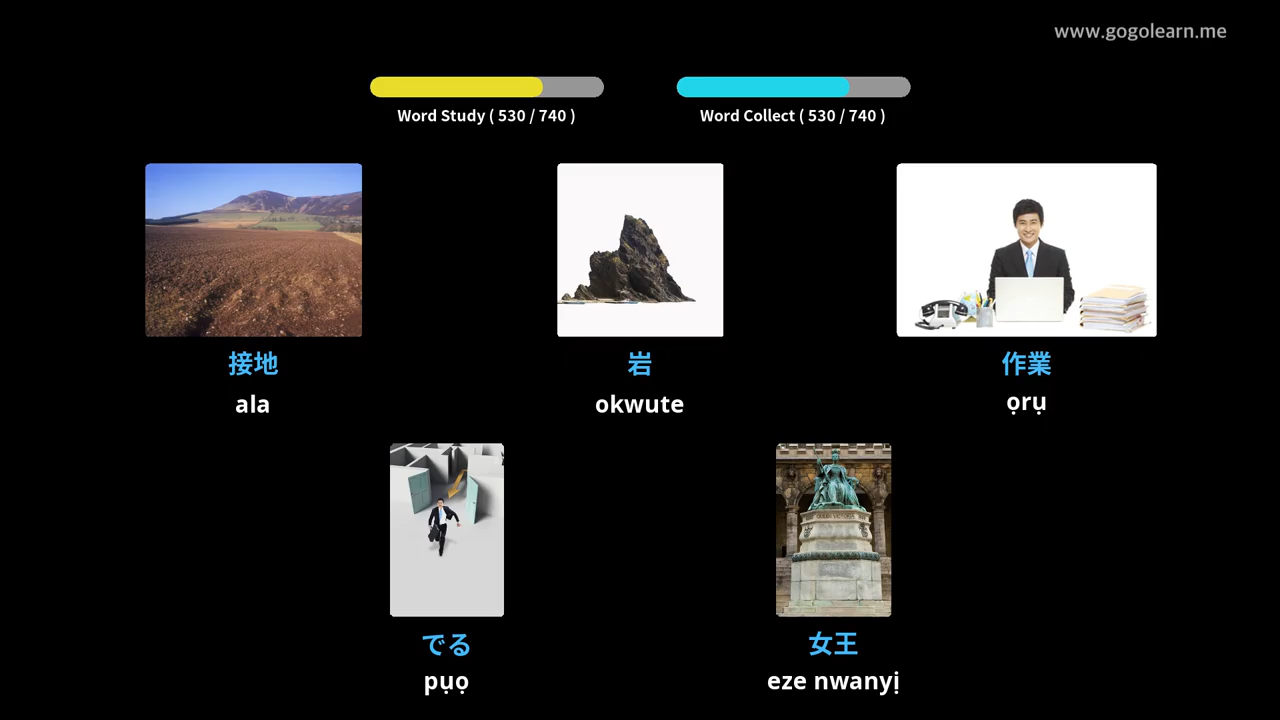 www.gogolearn.me
Word Study ( 530 / 740 )
Word Collect ( 530 / 740 )
接地
ala
岩
okwute
作業
ọrụ
でる
pụọ
女王
eze nwanyị